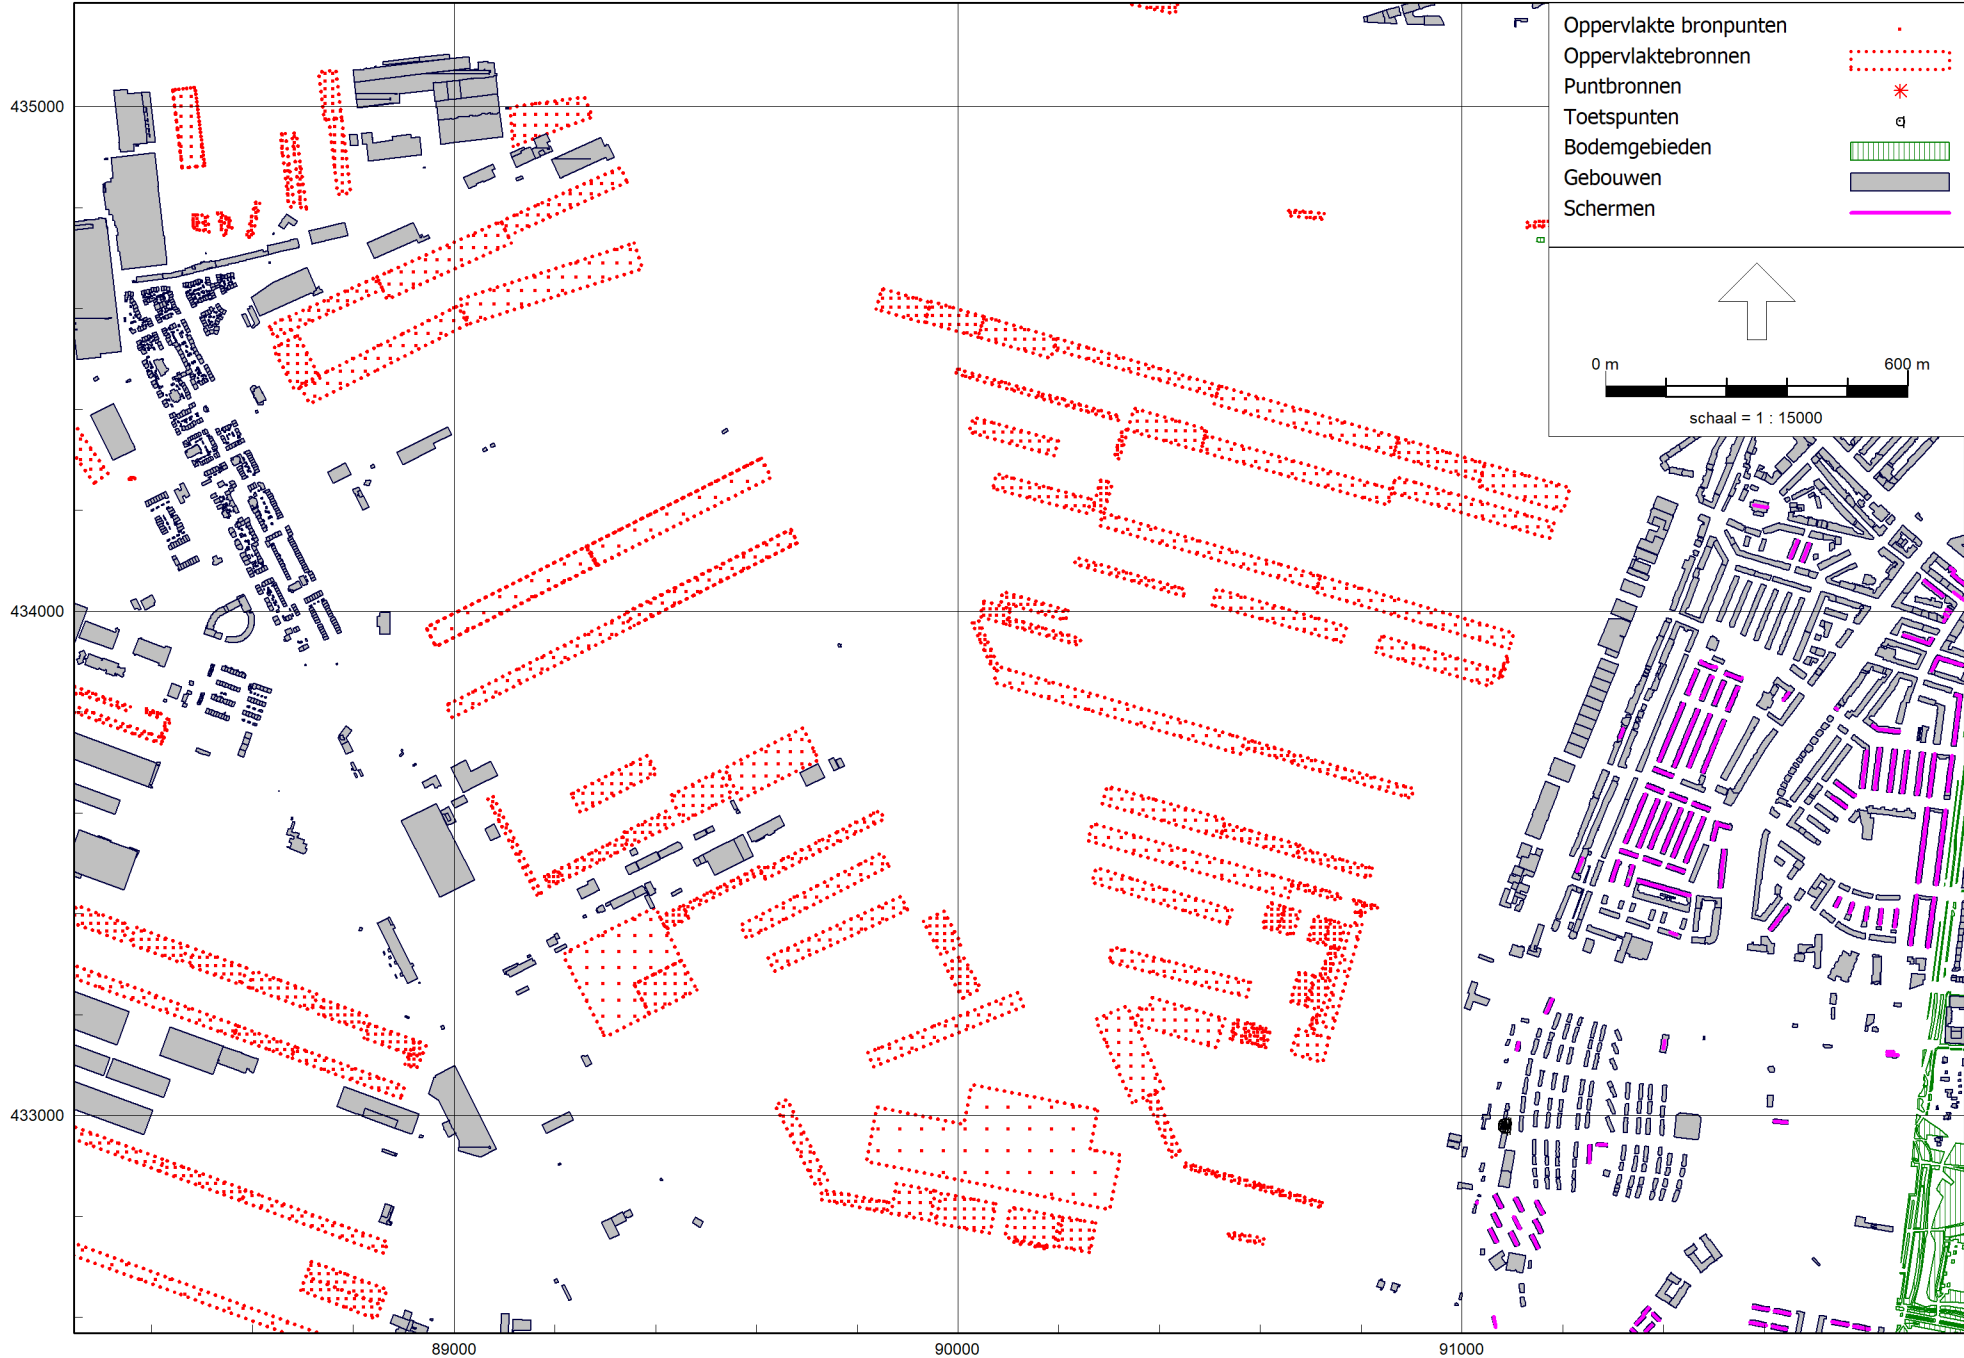 Oppervlakte bronpunten
Oppervlaktebronnen
Puntbronnen
Toetspunten
Bodemgebieden
Gebouwen
Schermen
0 m
600 m
schaal = 1 : 15000
435000
434000
433000
89000
90000
91000